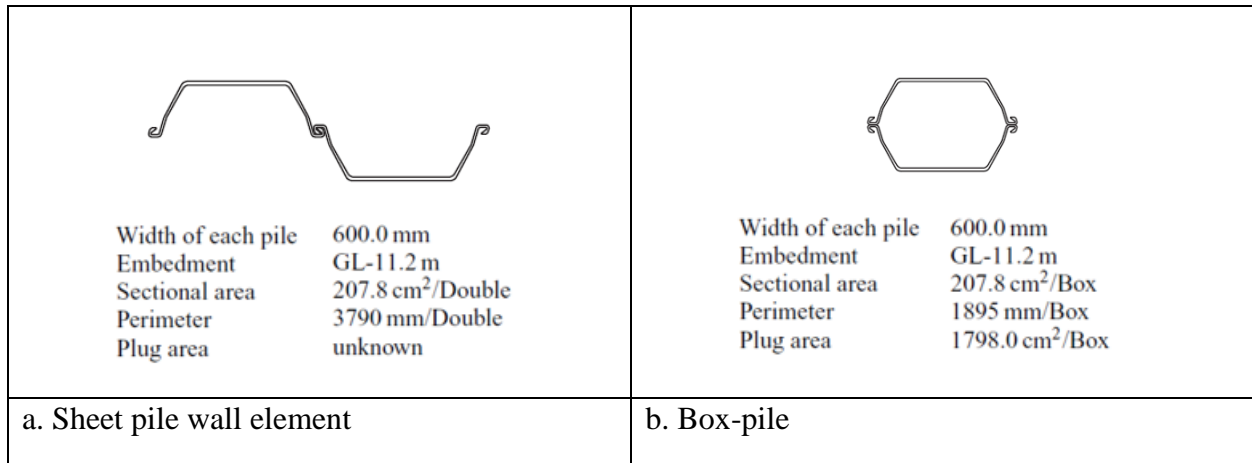 Width of each pile 600.0 mm
Embedment GL-11.2 m
Sectional area 207.8 cm²/Double
Perimeter 3790 mm/Double
Plug area unknown
Width of each pile 600.0 mm
Embedment GL-11.2 m
Sectional area 207.8 cm²/Box
Perimeter 1895 mm/Box
Plug area 1798.0 cm²/Box
a. Sheet pile wall element
b. Box-pile